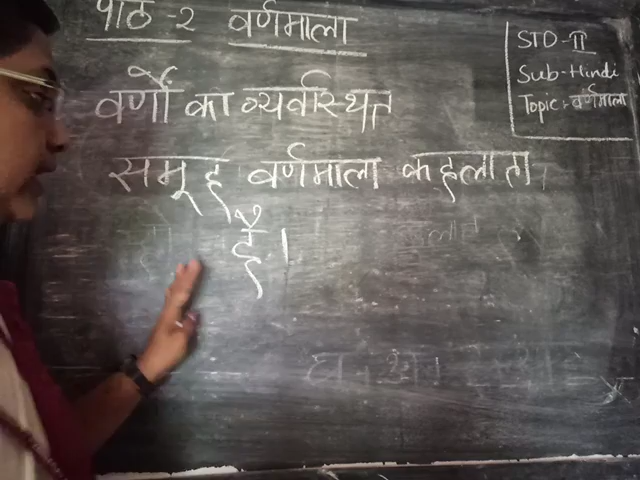 पाठ -2 वर्णमाला
STD-II
Sub-Hindi
Topic-वर्णमाला
वर्णों का व्यवस्थित
समूह वर्णमाला कहलाता
है।